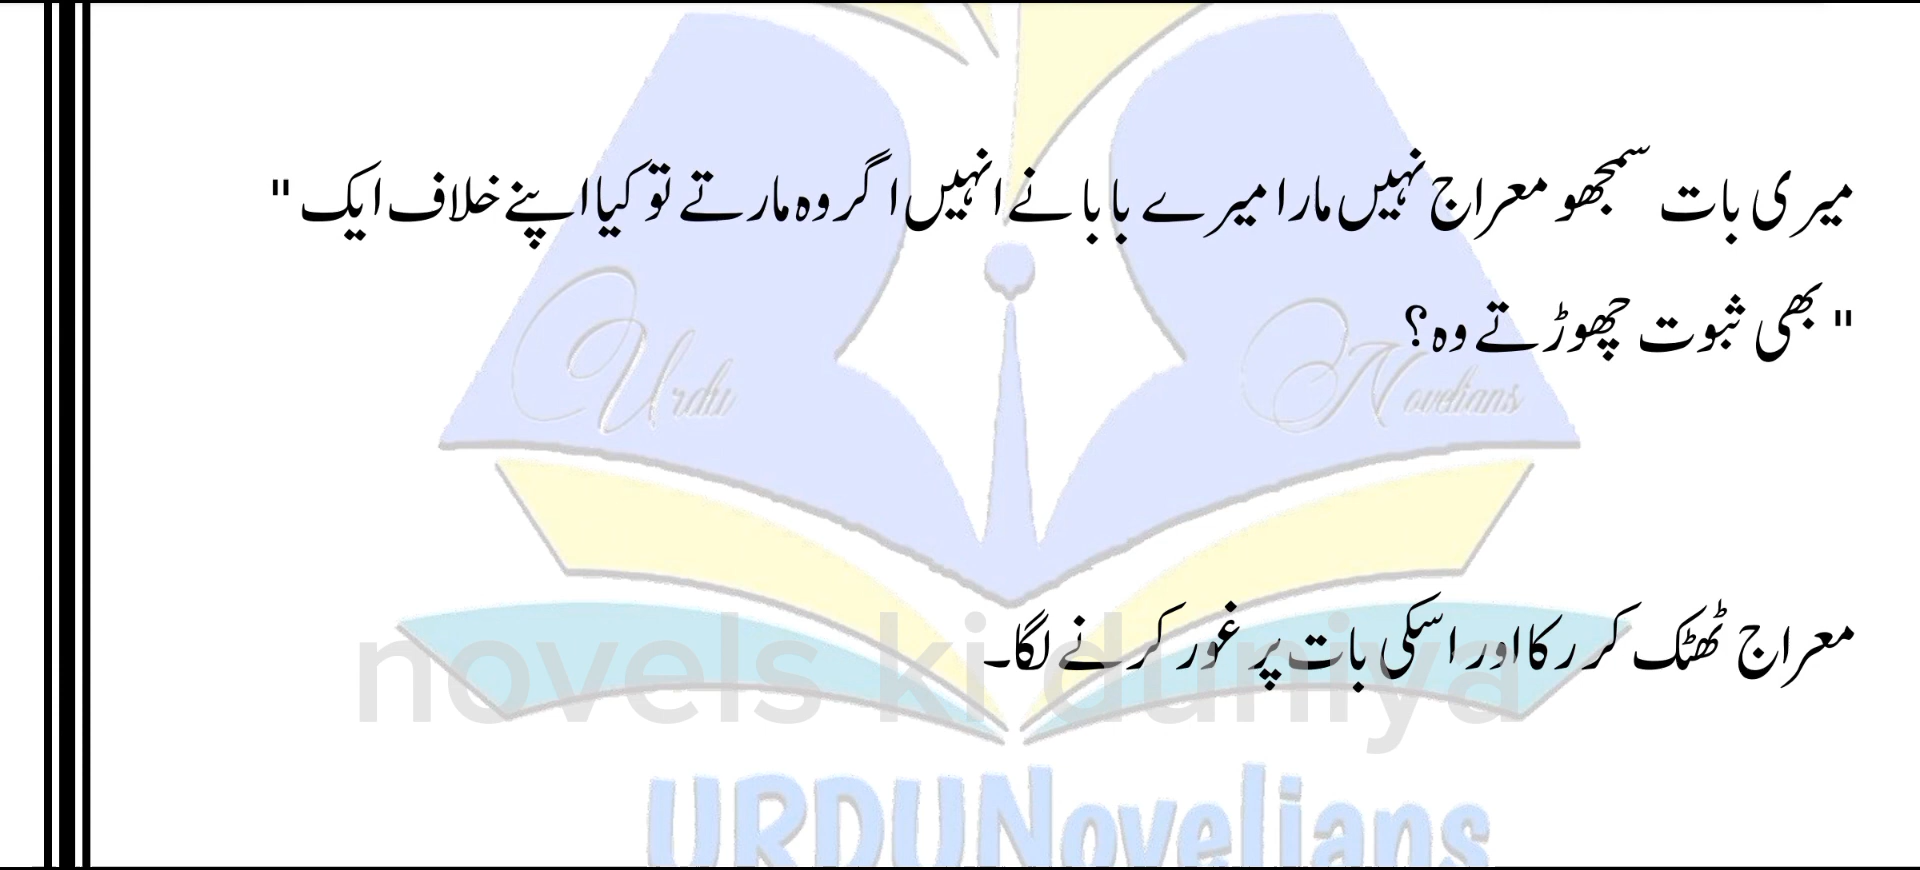 میری بات سمجھو معراج نہیں مارا میرے بابا نے انہیں اگر وہ مارتے تو کیا اپنے خلاف ایک "
" بھی ثبوت چھوڑتے وہ؟
Urdu Novelians
معراج ٹھٹک کر رکا اور اسکی بات پر غور کرنے لگا۔
novels ki duniya
URDUNovelians